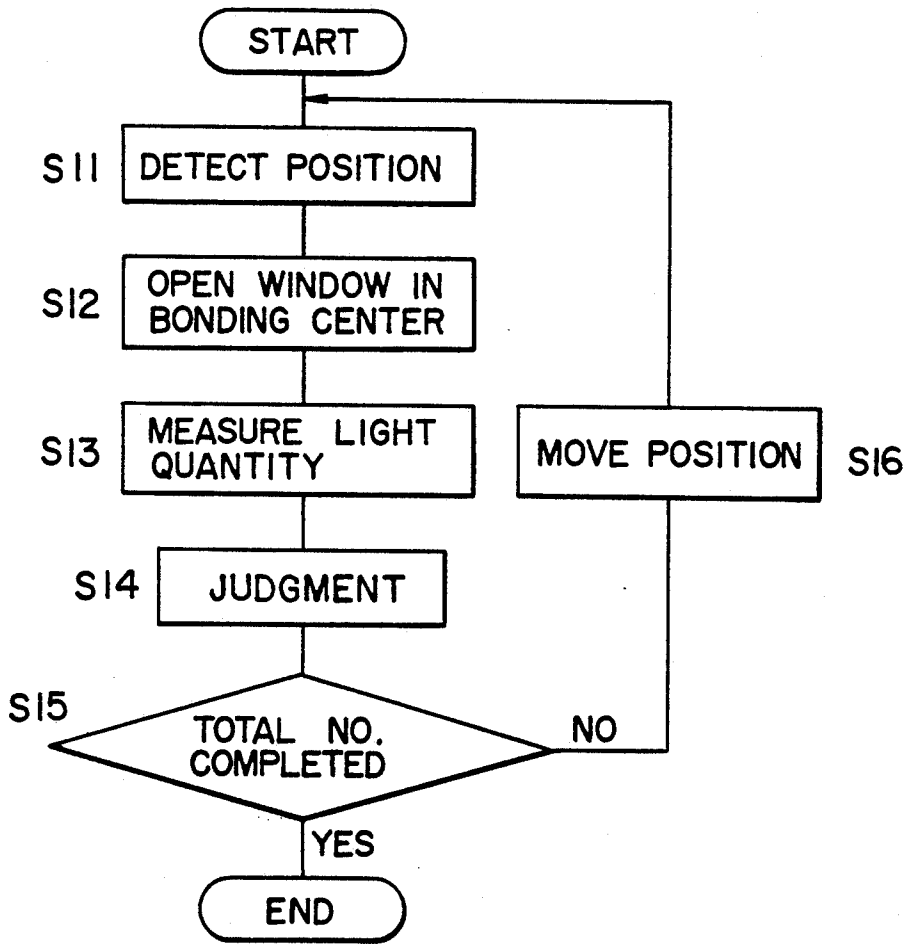 START
S11
DETECT POSITION
S12
OPEN WINDOW IN
BONDING CENTER
S13
MEASURE LIGHT
QUANTITY
MOVE POSITION
S16
S14
JUDGMENT
S15
TOTAL NO.
COMPLETED
NO
YES
END